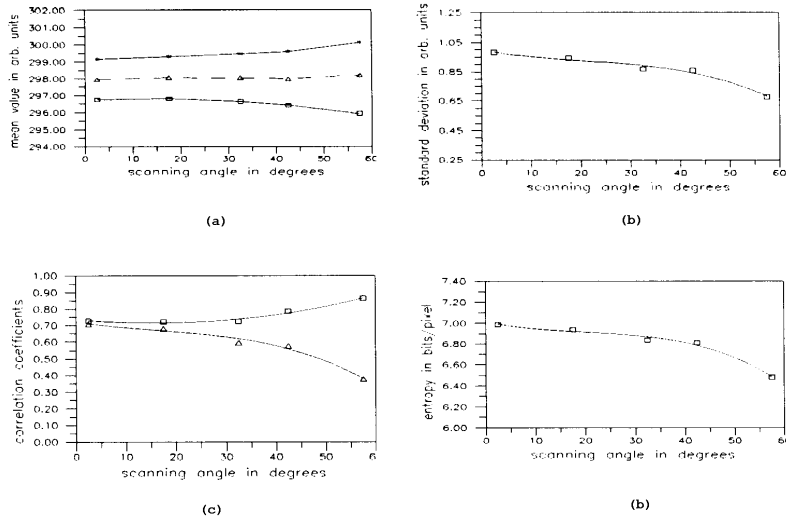 mean value in arb. units
302.00
301.00
300.00
299.00
298.00
297.00
296.00
295.00
294.00
0 10 20 30 40 50 60
scanning angle in degrees
(a)
standard deviation in arb. units
1.25
1.05
0.85
0.65
0.45
0.25
0 10 20 30 40 50 60
scanning angle in degrees
(b)
correlation coefficients
1.00
0.90
0.80
0.70
0.60
0.50
0.40
0.30
0.20
0.10
0.00
0 10 20 30 40 50 6
scanning angle in degrees
(c)
entropy in bits/pixel
7.40
7.20
7.00
6.80
6.60
6.40
6.20
6.00
0 10 20 30 40 50 60
scanning angle in degrees
(b)